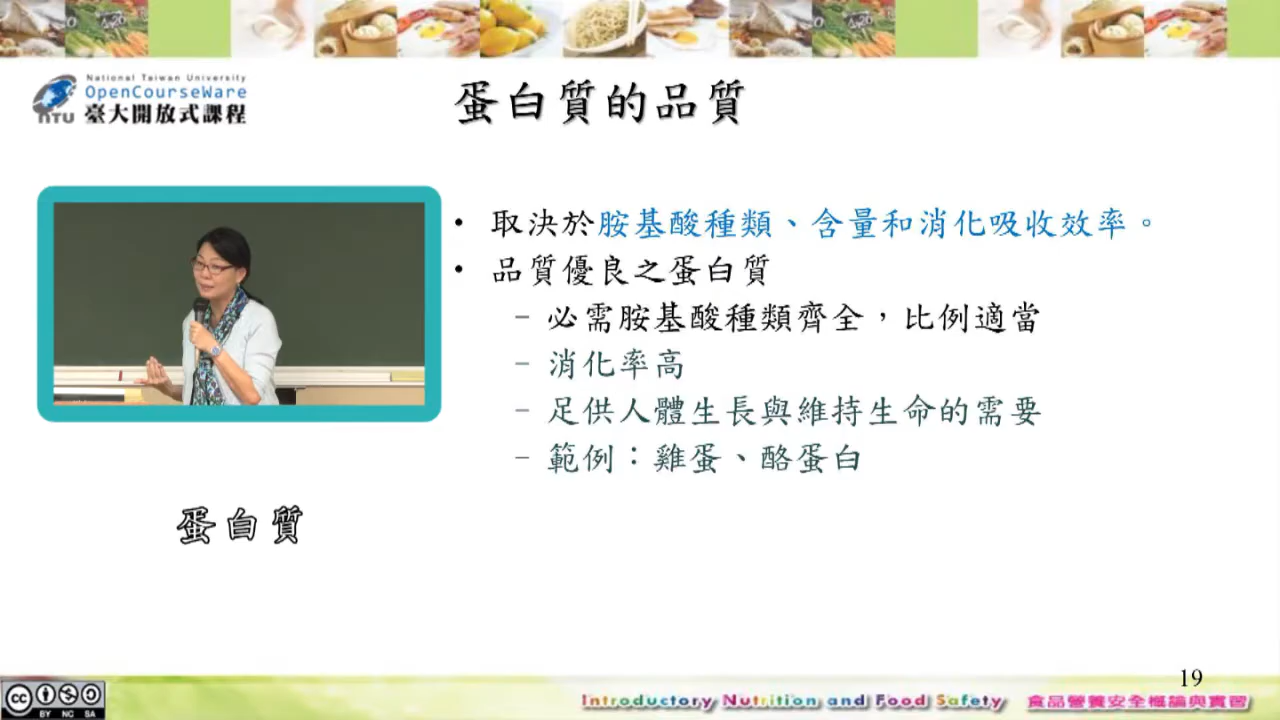 National Taiwan University
OpenCourseWare
臺大開放式課程
NTU
蛋白質的品質
• 取決於胺基酸種類、含量和消化吸收效率。
• 品質優良之蛋白質
– 必需胺基酸種類齊全，比例適當
– 消化率高
– 足供人體生長與維持生命的需要
– 範例：雞蛋、酪蛋白
蛋白質
19
cc BY NC SA
Introductory Nutrition and Food Safety 食品營養安全概論與實習